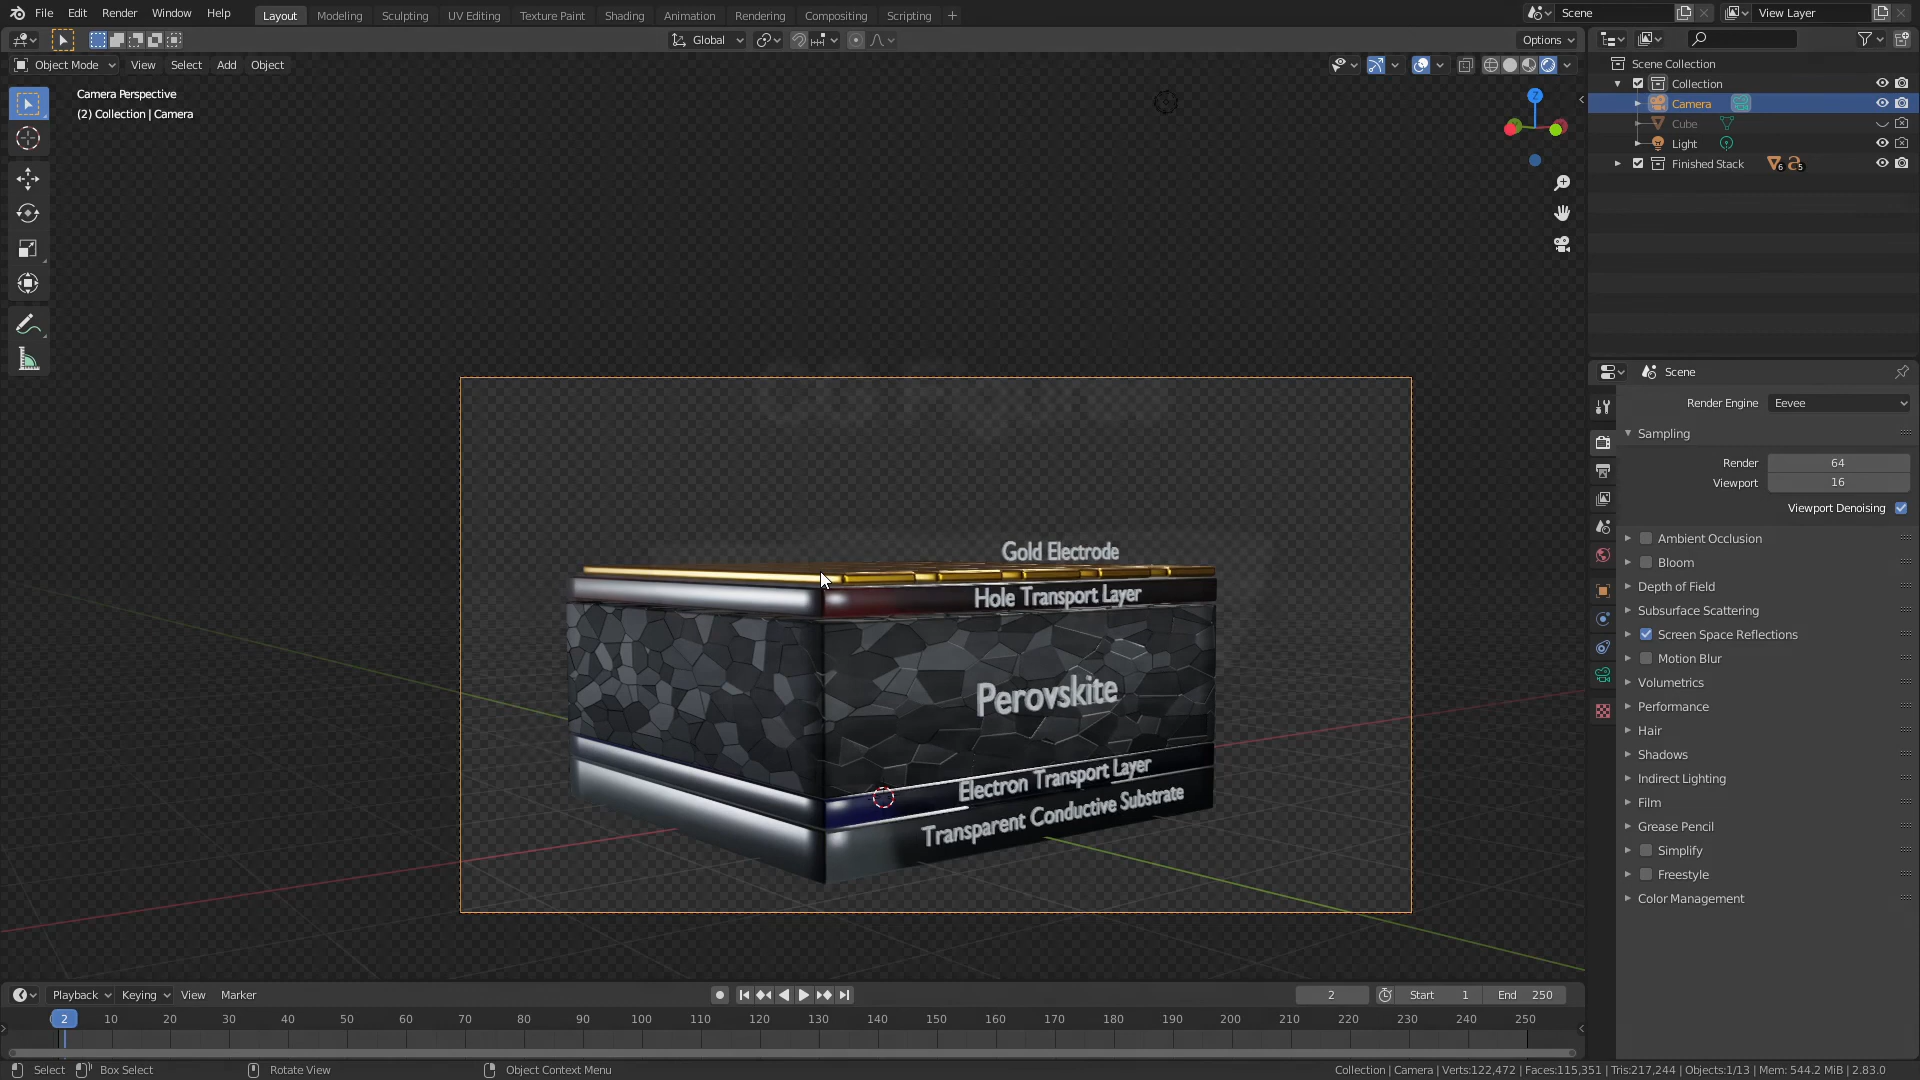 File Edit Render Window Help Layout Modeling Sculpting UV Editing Texture Paint Shading Animation Rendering Compositing Scripting + Scene View Layer
Global Options
Object Mode View Select Add Object
Camera Perspective
(2) Collection | Camera
Z
Scene Collection
Collection
Camera
Cube
Light
Finished Stack 6 5
Scene
Render Engine Eevee
Sampling
Render 64
Viewport 16
Viewport Denoising
Ambient Occlusion
Bloom
Depth of Field
Subsurface Scattering
Screen Space Reflections
Motion Blur
Volumetrics
Performance
Hair
Shadows
Indirect Lighting
Film
Grease Pencil
Simplify
Freestyle
Color Management
Gold Electrode
Hole Transport Layer
Perovskite
Electron Transport Layer
Transparent Conductive Substrate
Playback Keying View Marker 2 Start 1 End 250
2 10 20 30 40 50 60 70 80 90 100 110 120 130 140 150 160 170 180 190 200 210 220 230 240 250
Select Box Select Rotate View Object Context Menu Collection | Camera | Verts:122,472 | Faces:115,351 | Tris:217,244 | Objects:1/13 | Mem: 544.2 MiB | 2.83.0